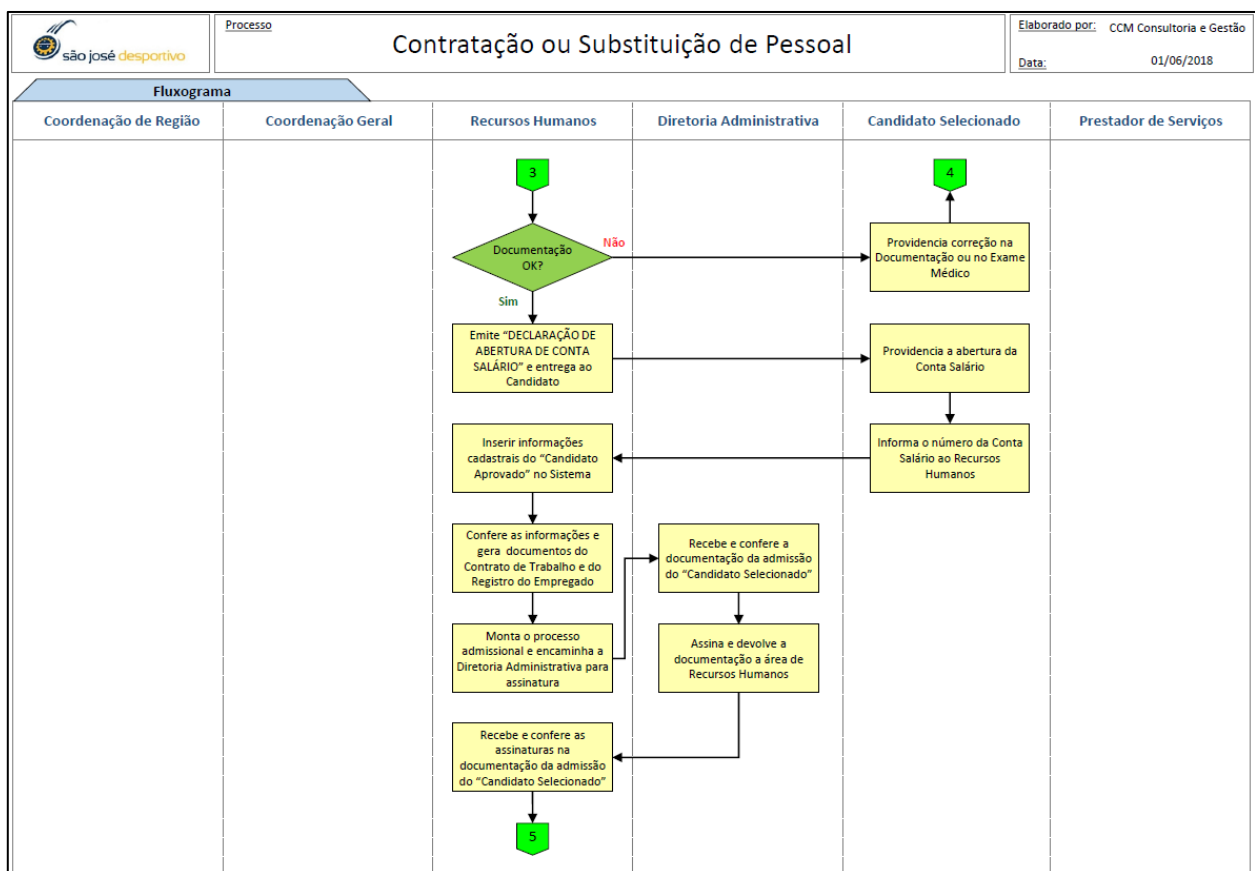 são josé desportivo
Processo
Contratação ou Substituição de Pessoal
Elaborado por: CCM Consultoria e Gestão
Data: 01/06/2018
Fluxograma
Coordenação de Região
Coordenação Geral
Recursos Humanos
Diretoria Administrativa
Candidato Selecionado
Prestador de Serviços
3
4
Documentação
OK?
Não
Sim
Providencia correção na
Documentação ou no Exame
Médico
Emite “DECLARAÇÃO DE
ABERTURA DE CONTA
SALÁRIO” e entrega ao
Candidato
Providencia a abertura da
Conta Salário
Inserir informações
cadastrais do “Candidato
Aprovado” no Sistema
Informa o número da Conta
Salário ao Recursos
Humanos
Confere as informações e
gera documentos do
Contrato de Trabalho e do
Registro do Empregado
Recebe e confere a
documentação da admissão
do “Candidato Selecionado”
Monta o processo
admissional e encaminha a
Diretoria Administrativa para
assinatura
Assina e devolve a
documentação a área de
Recursos Humanos
Recebe e confere as
assinaturas na
documentação da admissão
do “Candidato Selecionado”
5